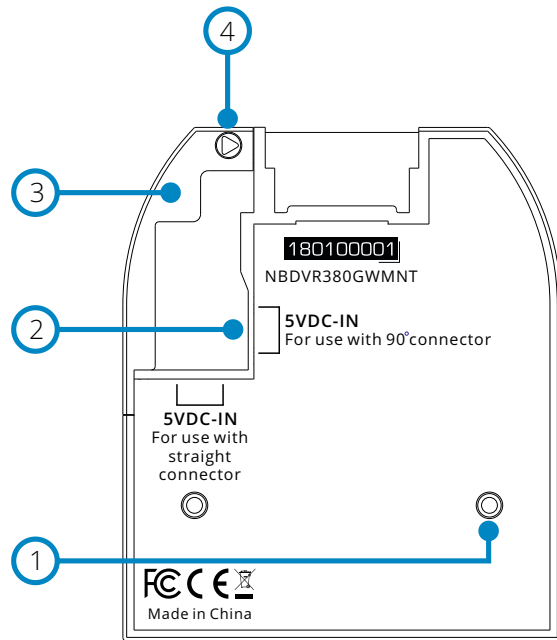 4
3
180100001
NBDVR380GWMNT
2
5VDC-IN
For use with 90°connector
5VDC-IN
For use with
straight
connector
1
FC CE
Made in China